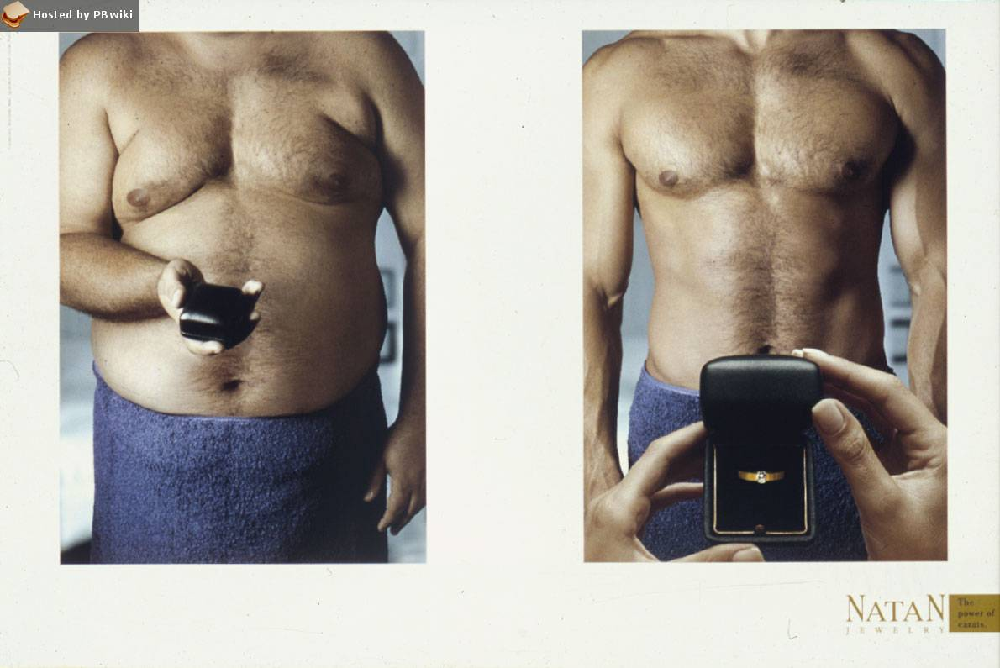 Hosted by PBwiki
NATAN
JEWELRY
The
power of
carats.